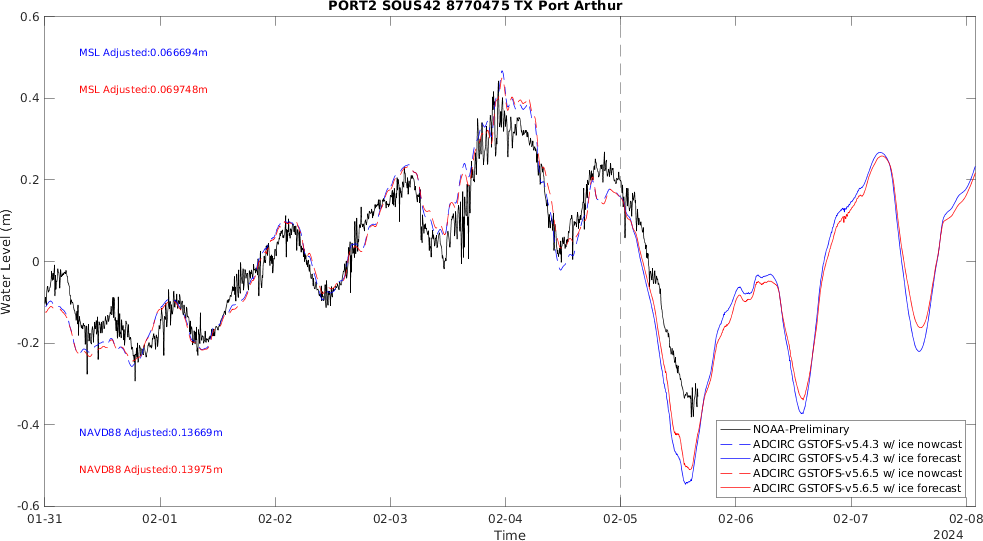 PORT2 SOUS42 8770475 TX Port Arthur
0.6
MSL Adjusted:0.066694m
MSL Adjusted:0.069748m
0.4
0.2
Water Level (m)
0
-0.2
-0.4
NAVD88 Adjusted:0.13669m
NAVD88 Adjusted:0.13975m
NOAA-Preliminary
ADCIRC GSTOFS-v5.4.3 w/ ice nowcast
ADCIRC GSTOFS-v5.4.3 w/ ice forecast
ADCIRC GSTOFS-v5.6.5 w/ ice nowcast
ADCIRC GSTOFS-v5.6.5 w/ ice forecast
-0.6
01-31 02-01 02-02 02-03 02-04 02-05 02-06 02-07 02-08
Time
2024